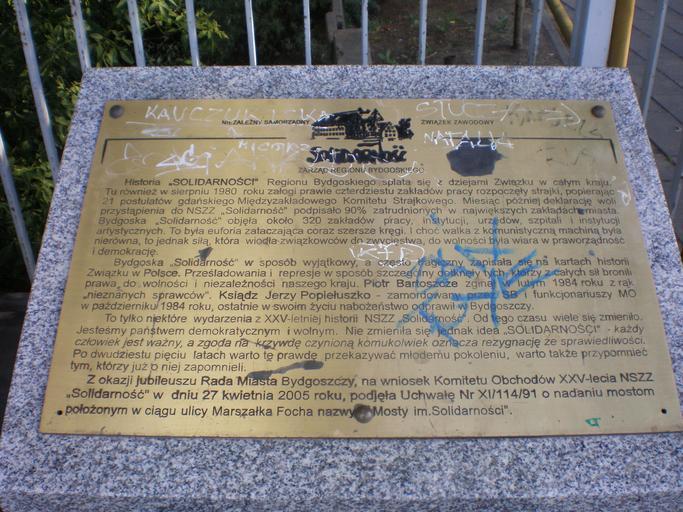 KAUCZUK
NIEZALEŻNY SAMORZĄDNY ZWIĄZEK ZAWODOWY
NATALIA
Solidarność
ZARZĄD REGIONU BYDGOSKIEGO
Historia „SOLIDARNOŚCI” Regionu Bydgoskiego splata się z dziejami Związku w całym kraju.
Tu również w sierpniu 1980 roku załogi prawie czterdziestu zakładów pracy rozpoczęły strajki, popierając
21 postulatów gdańskiego Międzyzakładowego Komitetu Strajkowego. Miesiąc później deklarację woli
przystąpienia do NSZZ „Solidarność” podpisało 90% zatrudnionych w największych zakładach miasta.
Bydgoska „Solidarność” objęła około 320 zakładów pracy, instytucji, urzędów, szpitali i instytucji
artystycznych. To była euforia zataczająca coraz szersze kręgi, i choć walka z komunistyczną machiną była
nierówna, to jednak siłą, która wiodła związkowców do zwycięstwa i do wolności była wiara w praworządność
i demokrację.
Bydgoska „Solidarność” w sposób wyjątkowy, a często tragiczny zapisała się na kartach historii
Związku w Polsce. Prześladowania i represje w sposób szczególny dotknęły tych, którzy z całych sił bronili
prawa do wolności i niezależności naszego kraju. Piotr Bartoszcze zginął w lutym 1984 roku z rąk
„nieznanych sprawców”. Ksiądz Jerzy Popiełuszko - zamordowany przez SB i funkcjonariuszy MO
w październiku 1984 roku, ostatnie w swoim życiu nabożeństwo odprawił w Bydgoszczy.
To tylko niektóre wydarzenia z XXV-letniej historii NSZZ „Solidarność”. Od tego czasu wiele się zmieniło.
Jesteśmy państwem demokratycznym i wolnym. Nie zmieniła się jednak idea „SOLIDARNOŚCI” - każdy
człowiek jest ważny, a zgoda na krzywdę czynioną komukolwiek oznacza rezygnację ze sprawiedliwości.
Po dwudziestu pięciu latach warto tę prawdę przekazywać młodemu pokoleniu, warto także przypomnieć
tym, którzy już o niej zapomnieli.
Z okazji jubileuszu Rada Miasta Bydgoszczy, na wniosek Komitetu Obchodów XXV-lecia NSZZ
„Solidarność” w dniu 27 kwietnia 2005 roku, podjęła Uchwałę Nr XI/114/91 o nadaniu mostom
położonym w ciągu ulicy Marszałka Focha nazwy „Mosty im.Solidarności”.